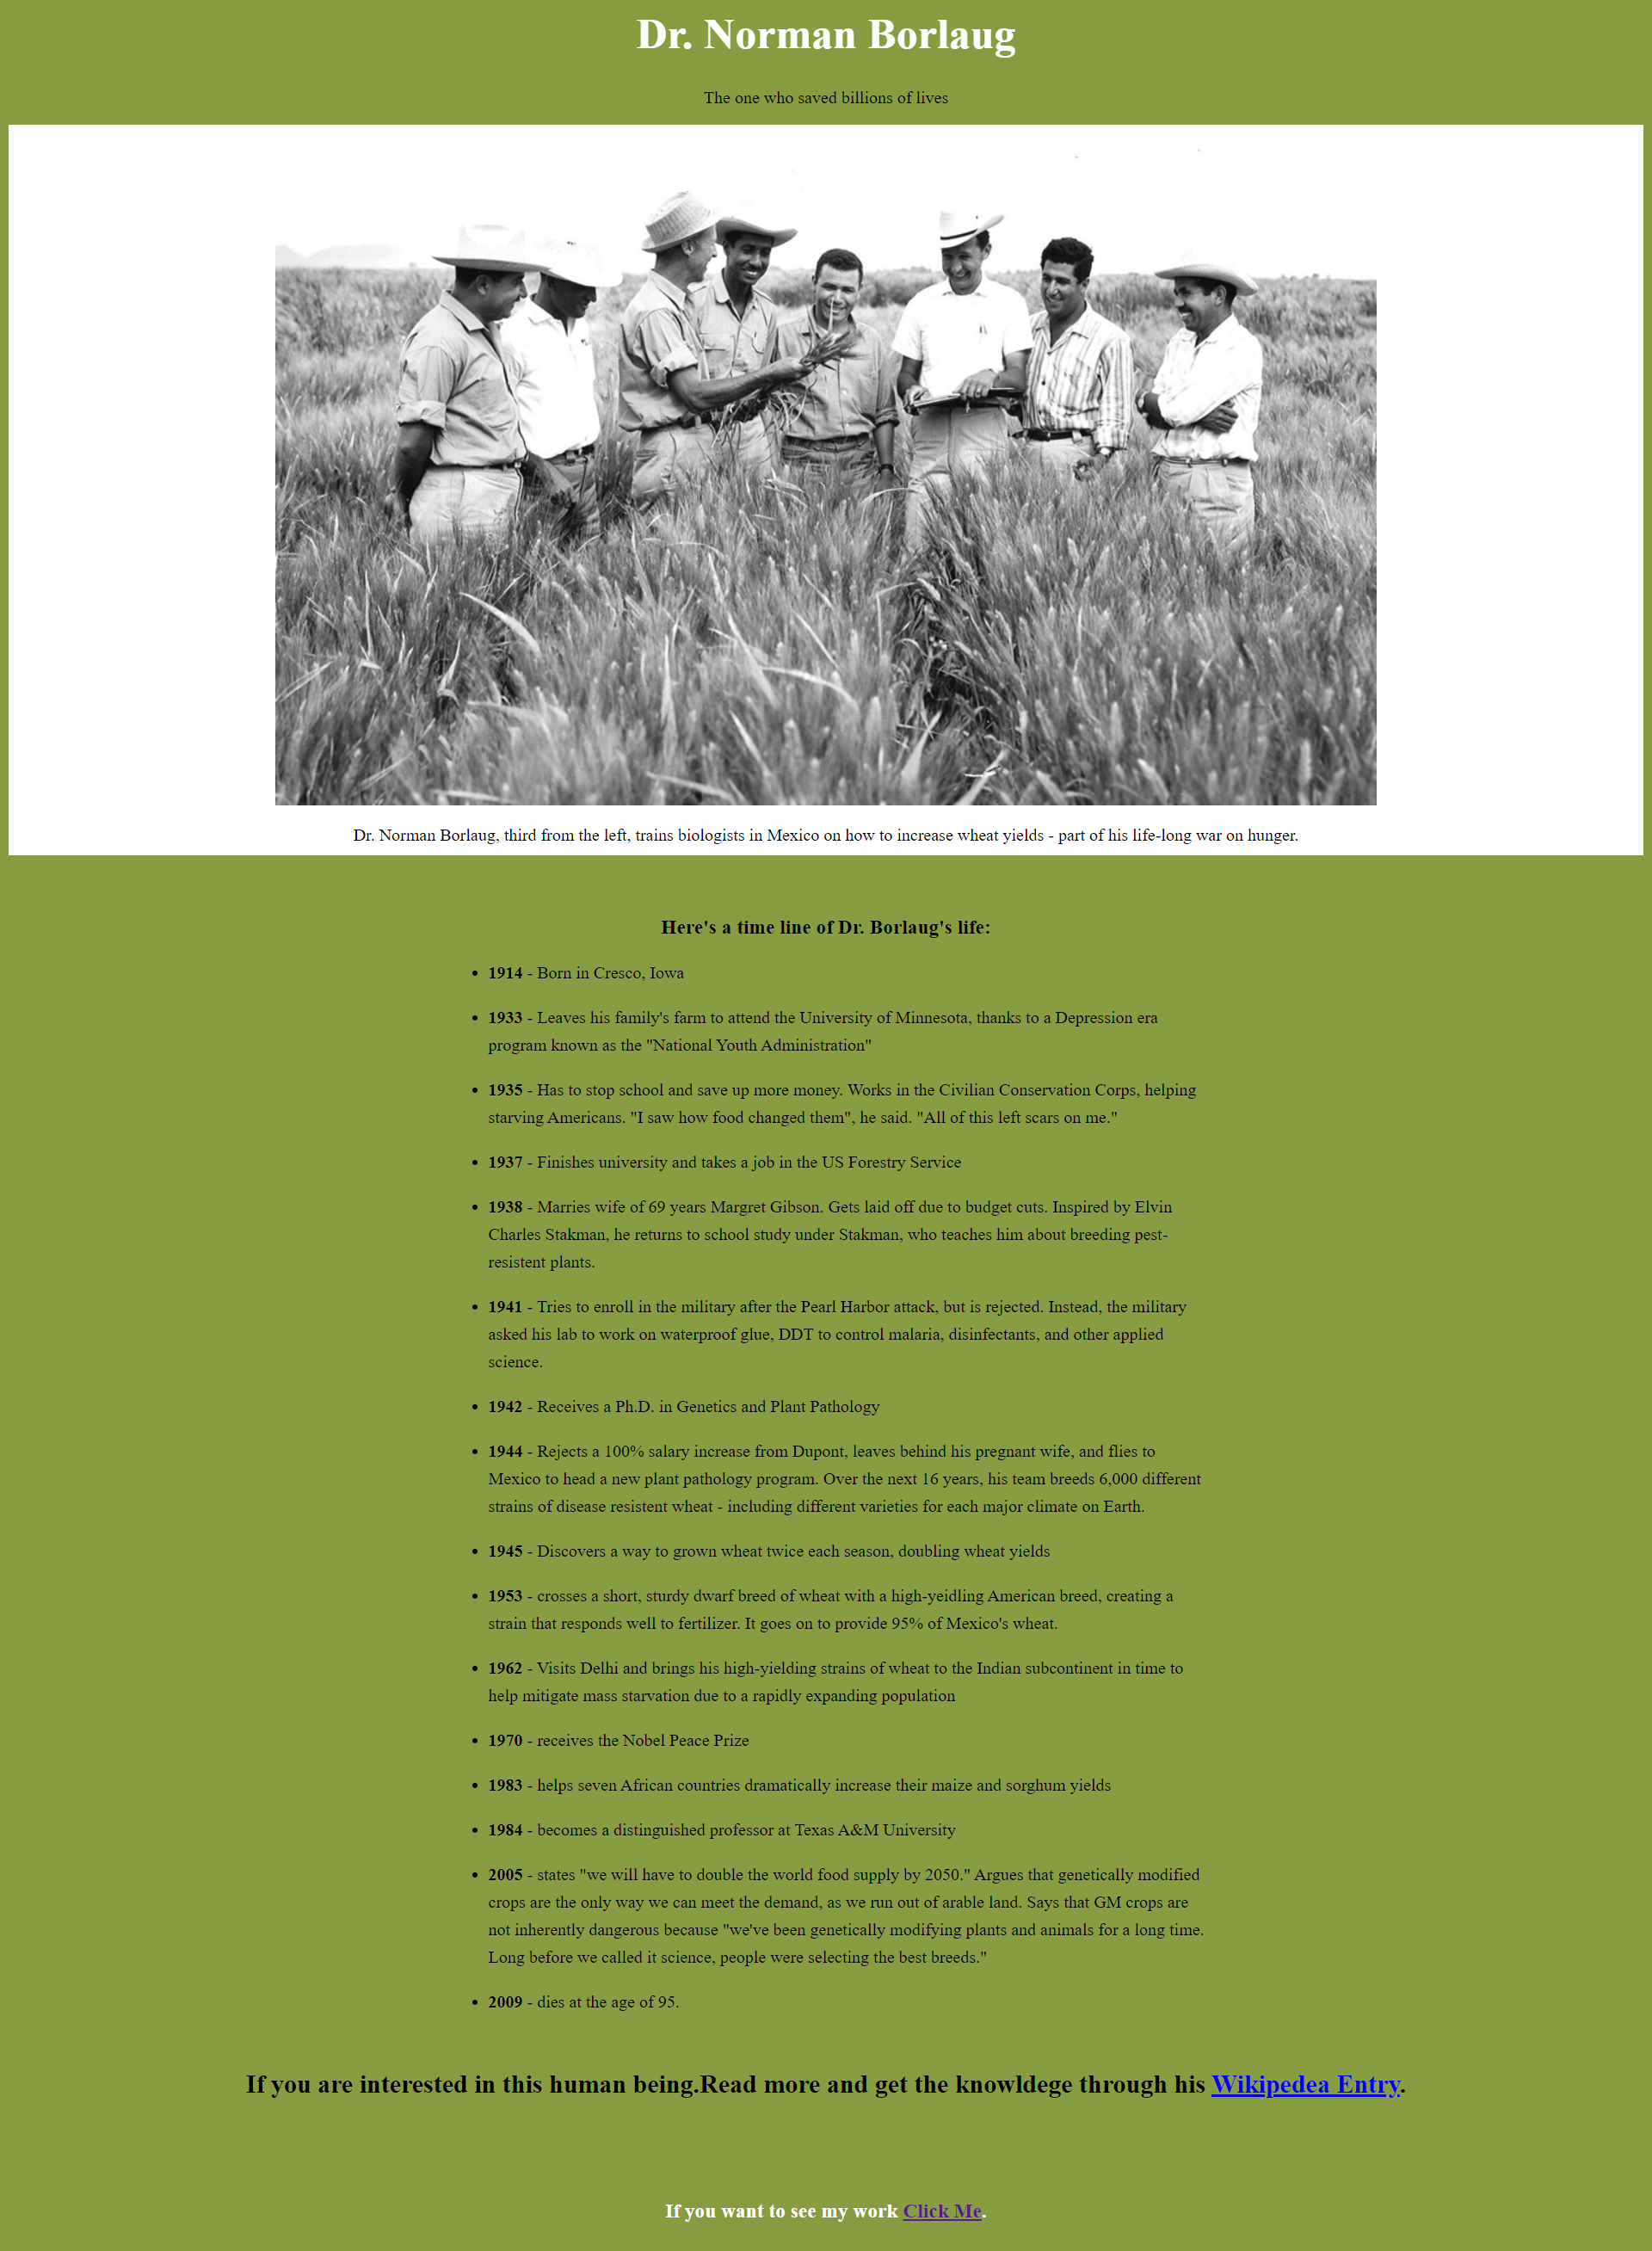 Dr. Norman Borlaug
The one who saved billions of lives
Dr. Norman Borlaug, third from the left, trains biologists in Mexico on how to increase wheat yields - part of his life-long war on hunger.
Here's a time line of Dr. Borlaug's life:
• 1914 - Born in Cresco, Iowa
• 1933 - Leaves his family's farm to attend the University of Minnesota, thanks to a Depression era
program known as the "National Youth Administration"
• 1935 - Has to stop school and save up more money. Works in the Civilian Conservation Corps, helping
starving Americans. "I saw how food changed them", he said. "All of this left scars on me."
• 1937 - Finishes university and takes a job in the US Forestry Service
• 1938 - Marries wife of 69 years Margret Gibson. Gets laid off due to budget cuts. Inspired by Elvin
Charles Stakman, he returns to school study under Stakman, who teaches him about breeding pest-
resistent plants.
• 1941 - Tries to enroll in the military after the Pearl Harbor attack, but is rejected. Instead, the military
asked his lab to work on waterproof glue, DDT to control malaria, disinfectants, and other applied
science.
• 1942 - Receives a Ph.D. in Genetics and Plant Pathology
• 1944 - Rejects a 100% salary increase from Dupont, leaves behind his pregnant wife, and flies to
Mexico to head a new plant pathology program. Over the next 16 years, his team breeds 6,000 different
strains of disease resistent wheat - including different varieties for each major climate on Earth.
• 1945 - Discovers a way to grown wheat twice each season, doubling wheat yields
• 1953 - crosses a short, sturdy dwarf breed of wheat with a high-yeidling American breed, creating a
strain that responds well to fertilizer. It goes on to provide 95% of Mexico's wheat.
• 1962 - Visits Delhi and brings his high-yielding strains of wheat to the Indian subcontinent in time to
help mitigate mass starvation due to a rapidly expanding population
• 1970 - receives the Nobel Peace Prize
• 1983 - helps seven African countries dramatically increase their maize and sorghum yields
• 1984 - becomes a distinguished professor at Texas A&M University
• 2005 - states "we will have to double the world food supply by 2050." Argues that genetically modified
crops are the only way we can meet the demand, as we run out of arable land. Says that GM crops are
not inherently dangerous because "we've been genetically modifying plants and animals for a long time.
Long before we called it science, people were selecting the best breeds."
• 2009 - dies at the age of 95.
If you are interested in this human being.Read more and get the knowldege through his Wikipedea Entry.
If you want to see my work Click Me.